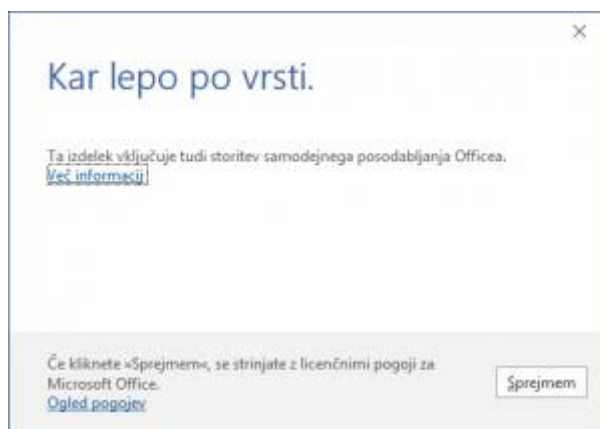 Kar lepo po vrsti.
Ta izdelek vključuje tudi storitev samodejnega posodabljanja Officea.
Več informacij
Če kliknete »Sprejmem«, se strinjate z licenčnimi pogoji za
Microsoft Office.
Ogled pogojev
Sprejmem